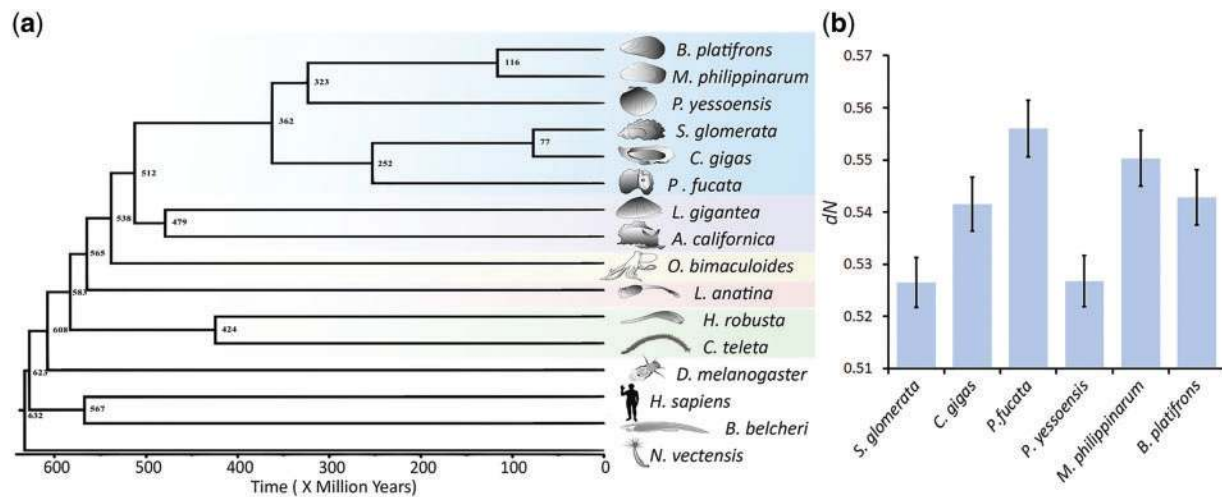 (a)
B. platifrons
116
M. philippinarum
323
P. yessoensis
362
S. glomerata
77
C. gigas
252
P . fucata
512
L. gigantea
538
479
A. californica
565
O. bimaculoides
583
L. anatina
608
H. robusta
424
C. teleta
623
D. melanogaster
632
H. sapiens
567
B. belcheri
N. vectensis
600 500 400 300 200 100 0
Time ( X Million Years)
(b)
0.57
0.56
0.55
0.54
0.53
0.52
0.51
dN
S. glomerata
C. gigas
P.fucata
P. yessoensis
M. philippinarum
B. platifrons